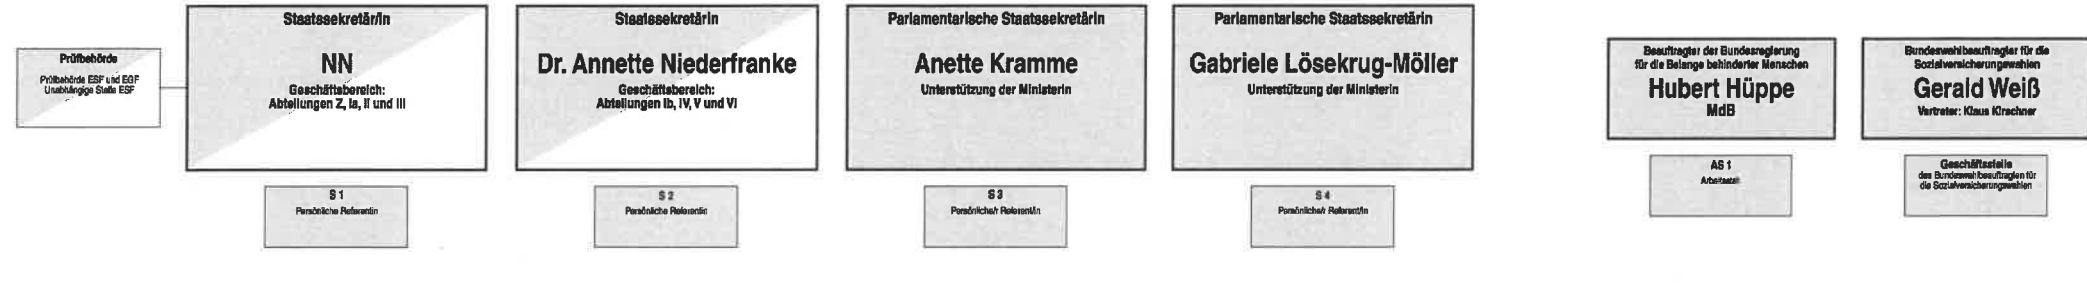 Prüfbehörde
Prüfbehörde ESF und EGF
Unabhängige Stelle ESF
Staatssekretär/in
NN
Geschäftsbereich:
Abteilungen Z, Ia, II und III
S 1
Persönliche Referentin
Staatssekretärin
Dr. Annette Niederfranke
Geschäftsbereich:
Abteilungen Ib, IV, V und VI
S 2
Persönliche Referentin
Parlamentarische Staatssekretärin
Anette Kramme
Unterstützung der Ministerin
S 3
Persönliche/r Referent/in
Parlamentarische Staatssekretärin
Gabriele Lösekrug-Möller
Unterstützung der Ministerin
S 4
Persönliche/r Referent/in
Beauftragter der Bundesregierung
für die Belange behinderter Menschen
Hubert Hüppe
MdB
AS 1
Arbeitsstab
Bundeswahlbeauftragter für die
Sozialversicherungswahlen
Gerald Weiß
Vertreter: Klaus Kirschner
Geschäftsstelle
des Bundeswahlbeauftragten für
die Sozialversicherungswahlen